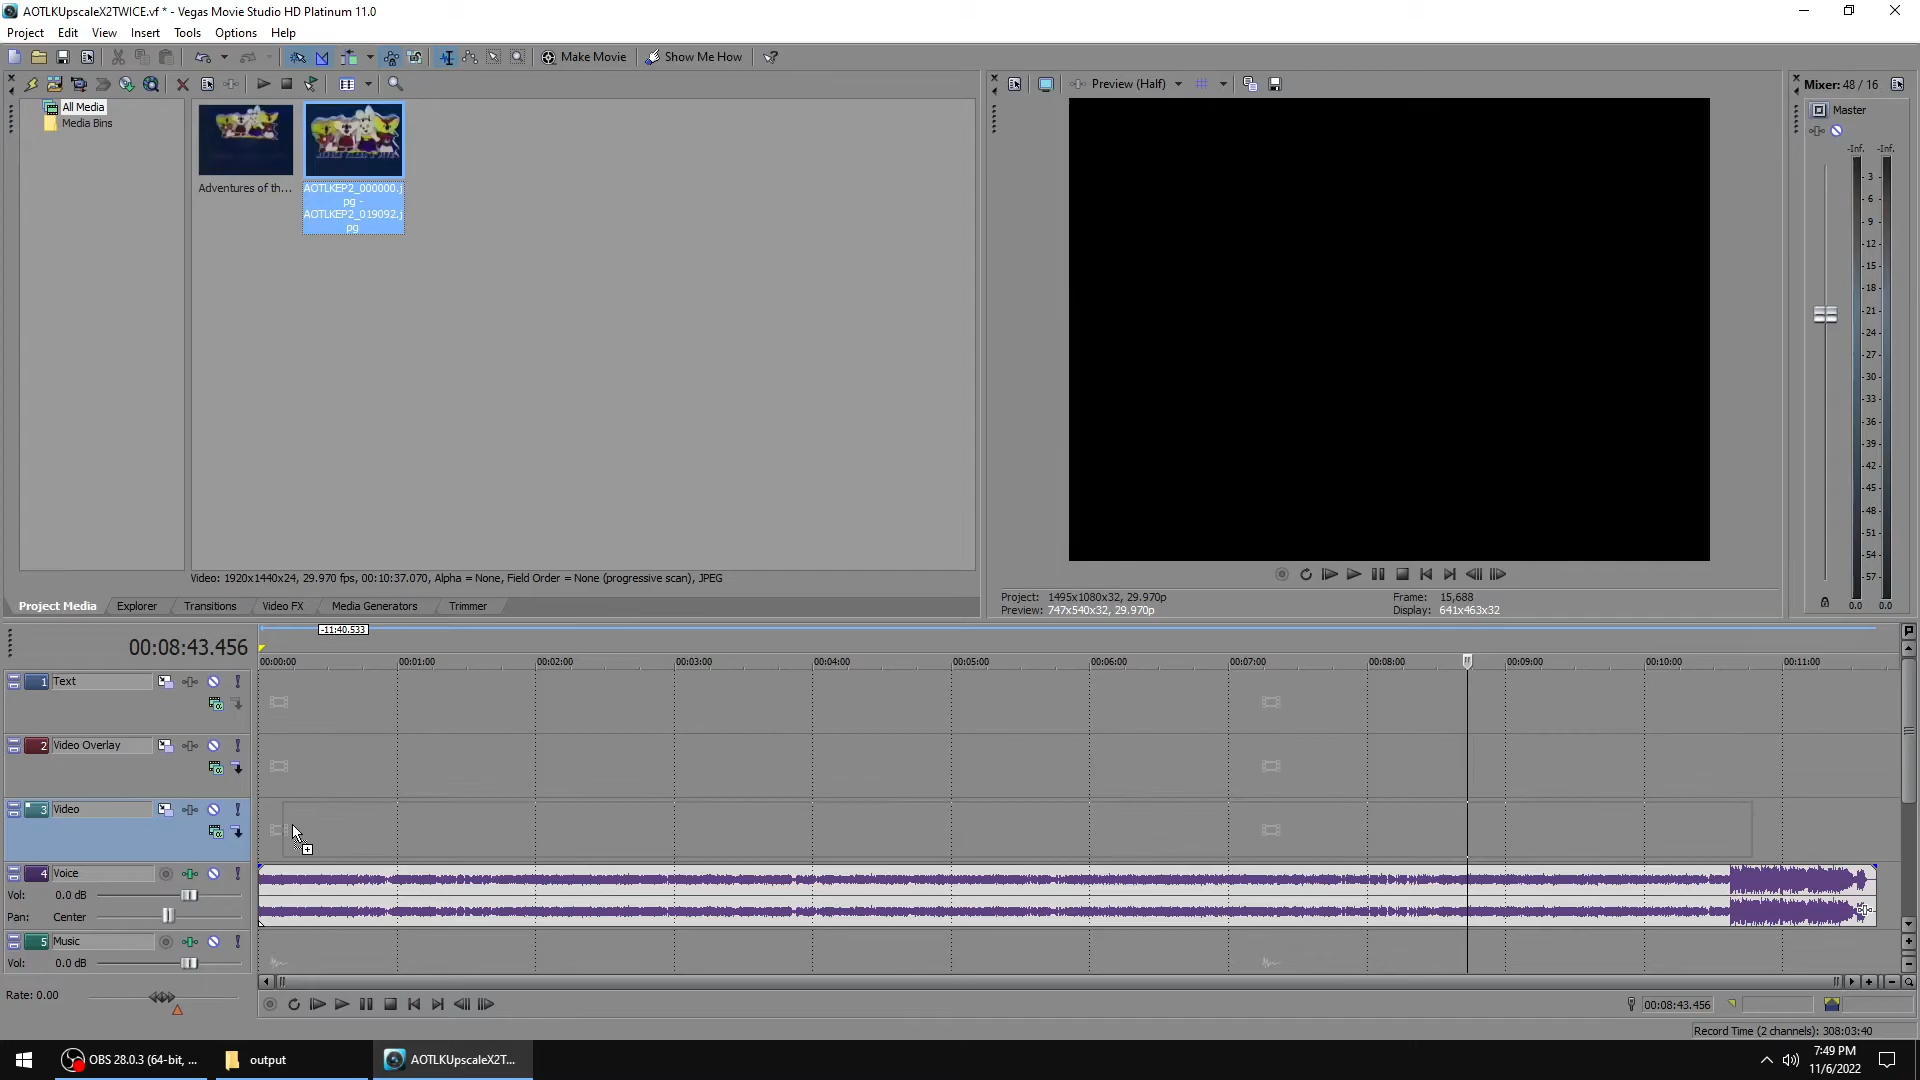 AOTLKUpscaleX2TWICE.vf * - Vegas Movie Studio HD Platinum 11.0
Project Edit View Insert Tools Options Help
Make Movie Show Me How
Preview (Half)
Mixer: 48 / 16
All Media
Media Bins
Master
-Inf. -Inf.
Adventures of th...
AOTLKEP2_000000.j
pg -
AOTLKEP2_019092.j
pg
3
6
9
-12-
-15-
-18-
-21-
-24-
-27-
-30-
-33-
-36-
-39-
-42-
-45-
-48-
-51-
-54-
-57-
0.0 0.0
Video: 1920x1440x24, 29.970 fps, 00:10:37.070, Alpha = None, Field Order = None (progressive scan), JPEG
Project Media Explorer Transitions Video FX Media Generators Trimmer
Project: 1495x1080x32, 29.970p
Frame: 15,688
Preview: 747x540x32, 29.970p
Display: 641x463x32
-11:40.533
00:08:43.456
00:00:00 00:01:00 00:02:00 00:03:00 00:04:00 00:05:00 00:06:00 00:07:00 00:08:00 00:09:00 00:10:00 00:11:00
1 Text
2 Video Overlay
3 Video
4 Voice
Vol: 0.0 dB
Pan: Center
5 Music
Vol: 0.0 dB
Rate: 0.00
00:08:43.456
Record Time (2 channels): 308:03:40
OBS 28.0.3 (64-bit, ... output AOTLKUpscaleX2T...
7:49 PM
11/6/2022